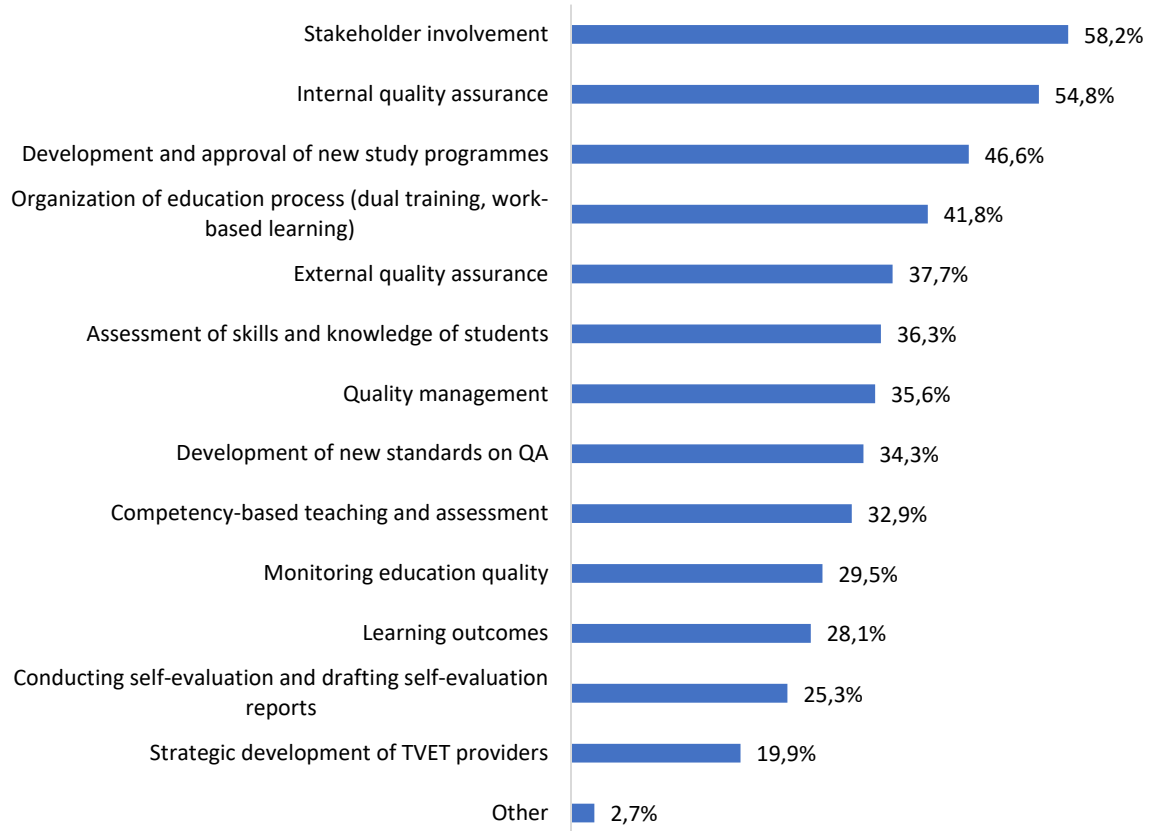 Stakeholder involvement 58,2%
Internal quality assurance 54,8%
Development and approval of new study programmes 46,6%
Organization of education process (dual training, work-
based learning) 41,8%
External quality assurance 37,7%
Assessment of skills and knowledge of students 36,3%
Quality management 35,6%
Development of new standards on QA 34,3%
Competency-based teaching and assessment 32,9%
Monitoring education quality 29,5%
Learning outcomes 28,1%
Conducting self-evaluation and drafting self-evaluation
reports 25,3%
Strategic development of TVET providers 19,9%
Other 2,7%